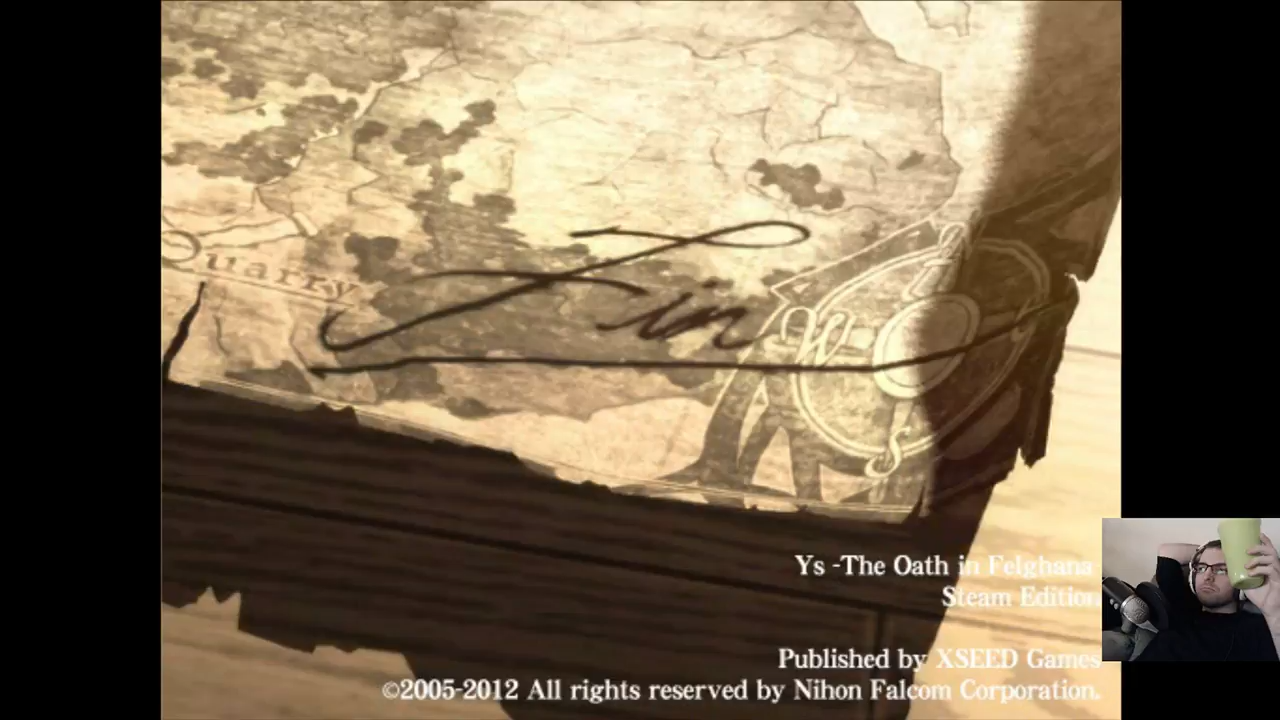 Quarry
Fin
N
W
S
Ys -The Oath in Felghana
Steam Edition
Published by XSEED Games
©2005-2012 All rights reserved by Nihon Falcom Corporation.